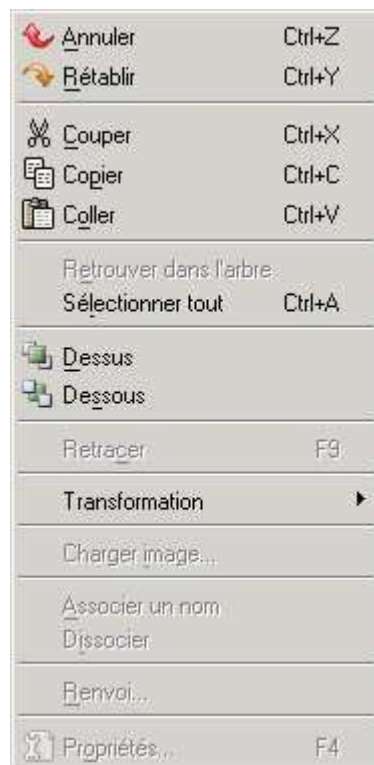 Annuler Ctrl+Z
Rétablir Ctrl+Y
Couper Ctrl+X
Copier Ctrl+C
Coller Ctrl+V
Retrouver dans l'arbre
Sélectionner tout Ctrl+A
Dessus
Dessous
Retracer F9
Transformation
Charger image...
Associer un nom
Dissocier
Renvoi...
Propriétés... F4